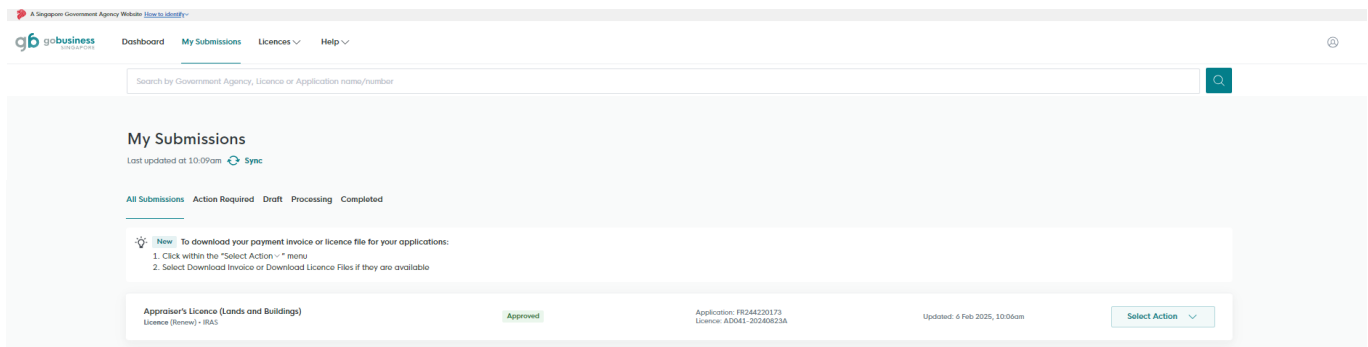 A Singapore Government Agency Website How to identify
gobusiness
SINGAPORE
Dashboard My Submissions Licences Help
Search by Government Agency, Licence or Application name/number
My Submissions
Last updated at 10:09am Sync
All Submissions Action Required Draft Processing Completed
New To download your payment invoice or licence file for your applications:
1. Click within the "Select Action " menu
2. Select Download Invoice or Download Licence Files if they are available
Appraiser's Licence (Lands and Buildings)
Licence (Renew) • IRAS
Approved
Application: FR244220173
Licence: AD041-20240823A
Updated: 6 Feb 2025, 10:06am
Select Action